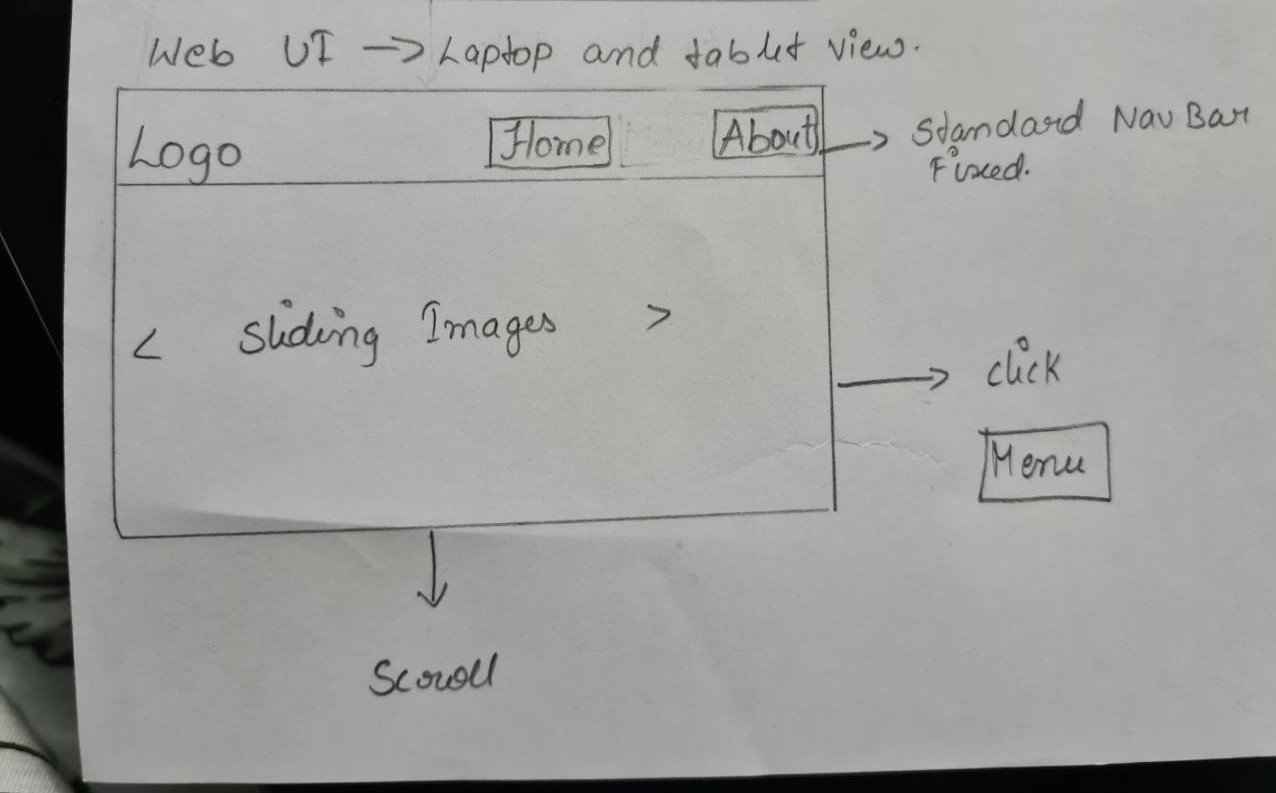 Web UI → Laptop and tablet view.
Logo Home About → Standard Nav Bar
Fixed.
< Sliding Images >
→ click
Menu
Scroll